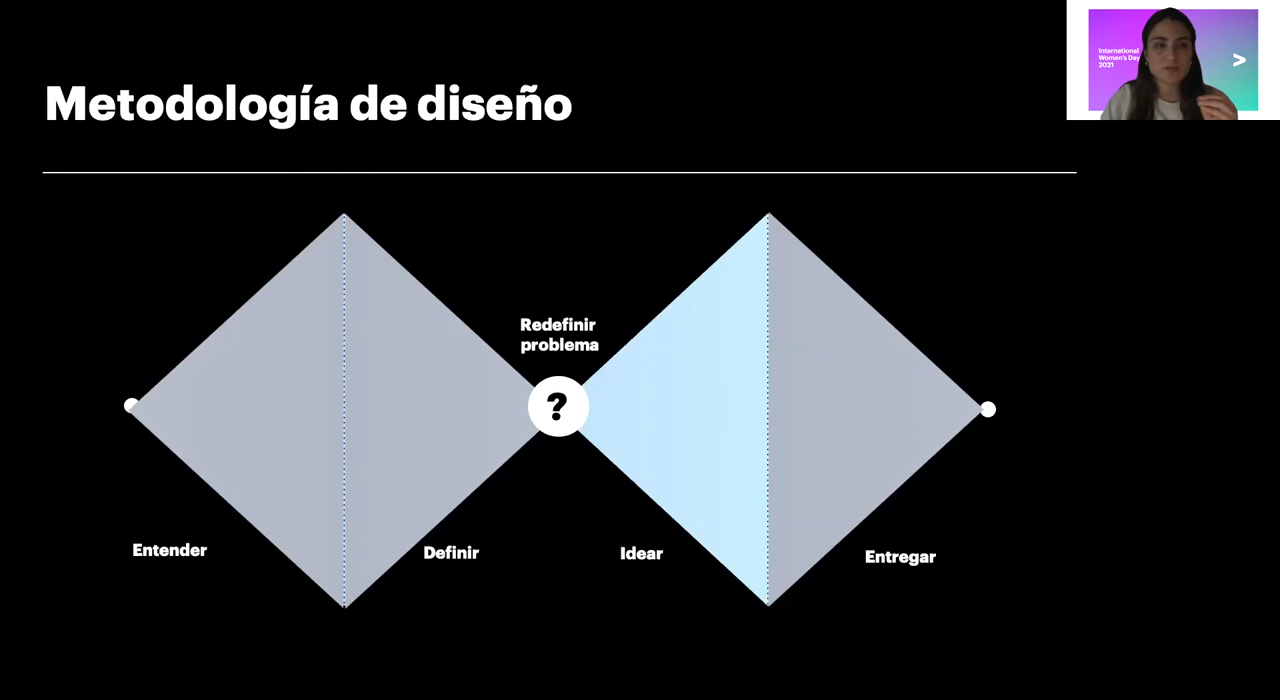 International
Women's Day
2021
>
Metodología de diseño
Redefinir
problema
?
Entender
Definir
Idear
Entregar